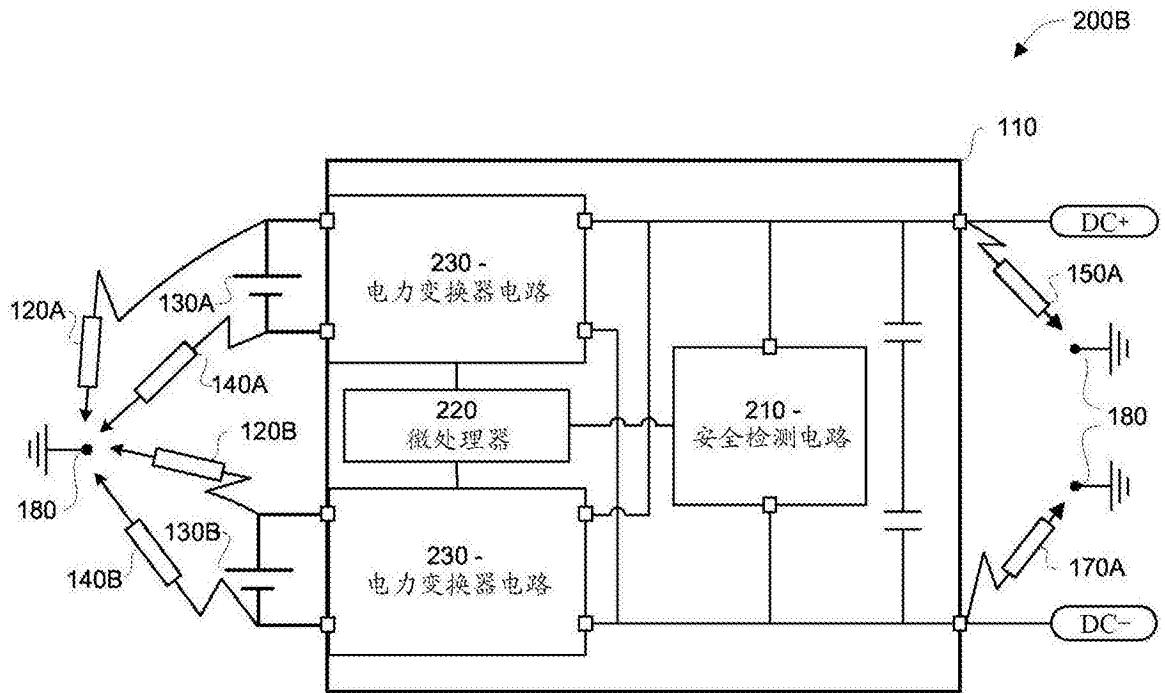 200B
110
DC+
230 -
电力变换器电路
150A
120A
130A
140A
180
220
微处理器
210 -
安全检测电路
120B
180
180
130B
140B
230 -
电力变换器电路
170A
DC−